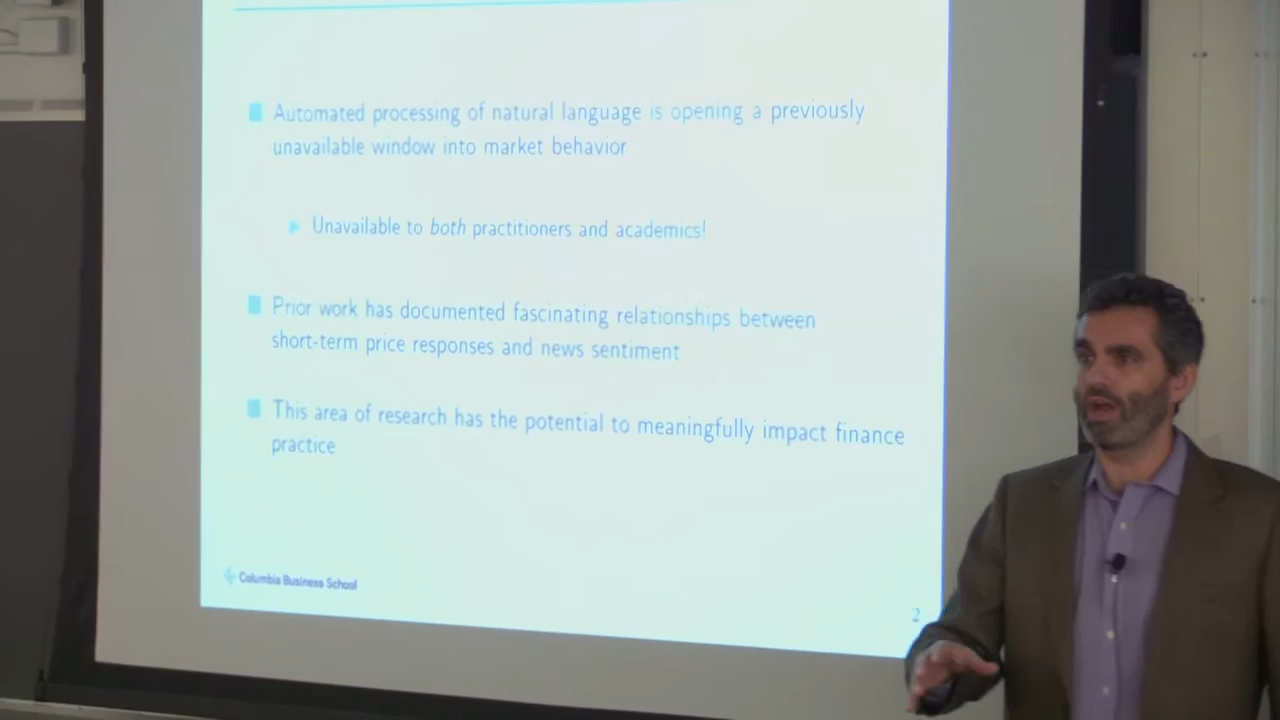 Automated processing of natural language is opening a previously
unavailable window into market behavior
Unavailable to both practitioners and academics!
Prior work has documented fascinating relationships between
short-term price responses and news sentiment
This area of research has the potential to meaningfully impact finance
practice
Columbia Business School
2